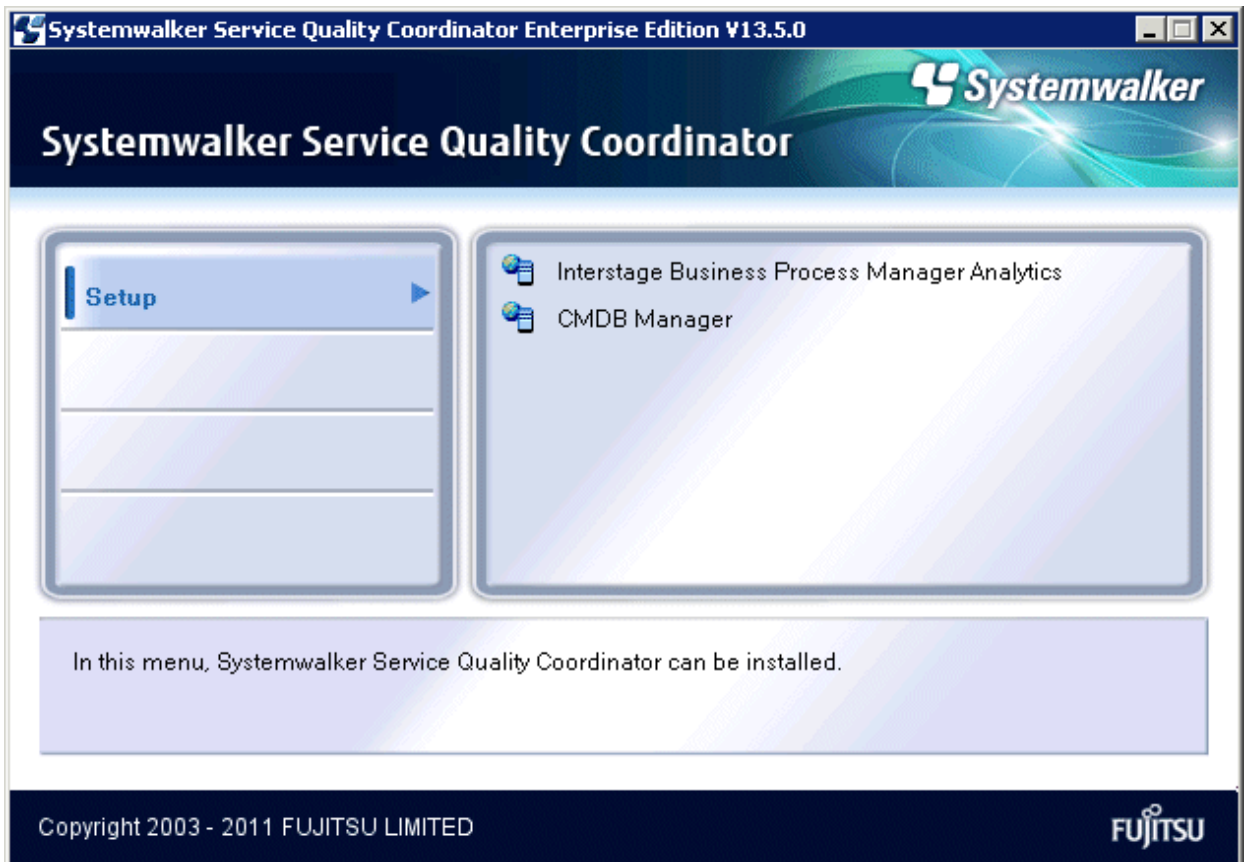 Systemwalker Service Quality Coordinator Enterprise Edition V13.5.0
Systemwalker
Systemwalker Service Quality Coordinator
Setup
Interstage Business Process Manager Analytics
CMDB Manager
In this menu, Systemwalker Service Quality Coordinator can be installed.
Copyright 2003 - 2011 FUJITSU LIMITED
FUJITSU